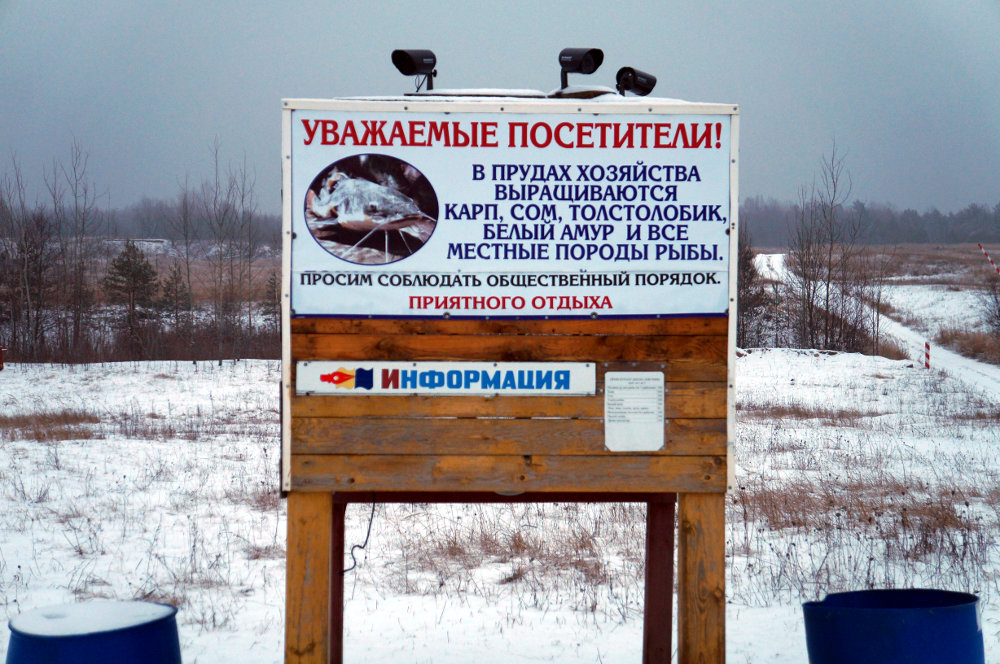 УВАЖАЕМЫЕ ПОСЕТИТЕЛИ!
В ПРУДАХ ХОЗЯЙСТВА
ВЫРАЩИВАЮТСЯ
КАРП, СОМ, ТОЛСТОЛОБИК,
БЕЛЫЙ АМУР И ВСЕ
МЕСТНЫЕ ПОРОДЫ РЫБЫ.
ПРОСИМ СОБЛЮДАТЬ ОБЩЕСТВЕННЫЙ ПОРЯДОК.
ПРИЯТНОГО ОТДЫХА
ИНФОРМАЦИЯ